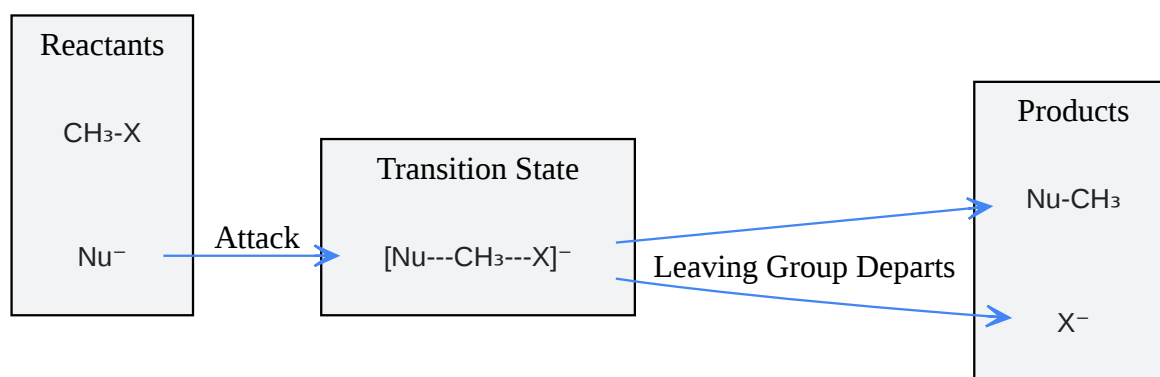 Reactants
CH₃-X
Nu⁻
Attack
Transition State
[Nu---CH₃---X]⁻
Leaving Group Departs
Products
Nu-CH₃
X⁻